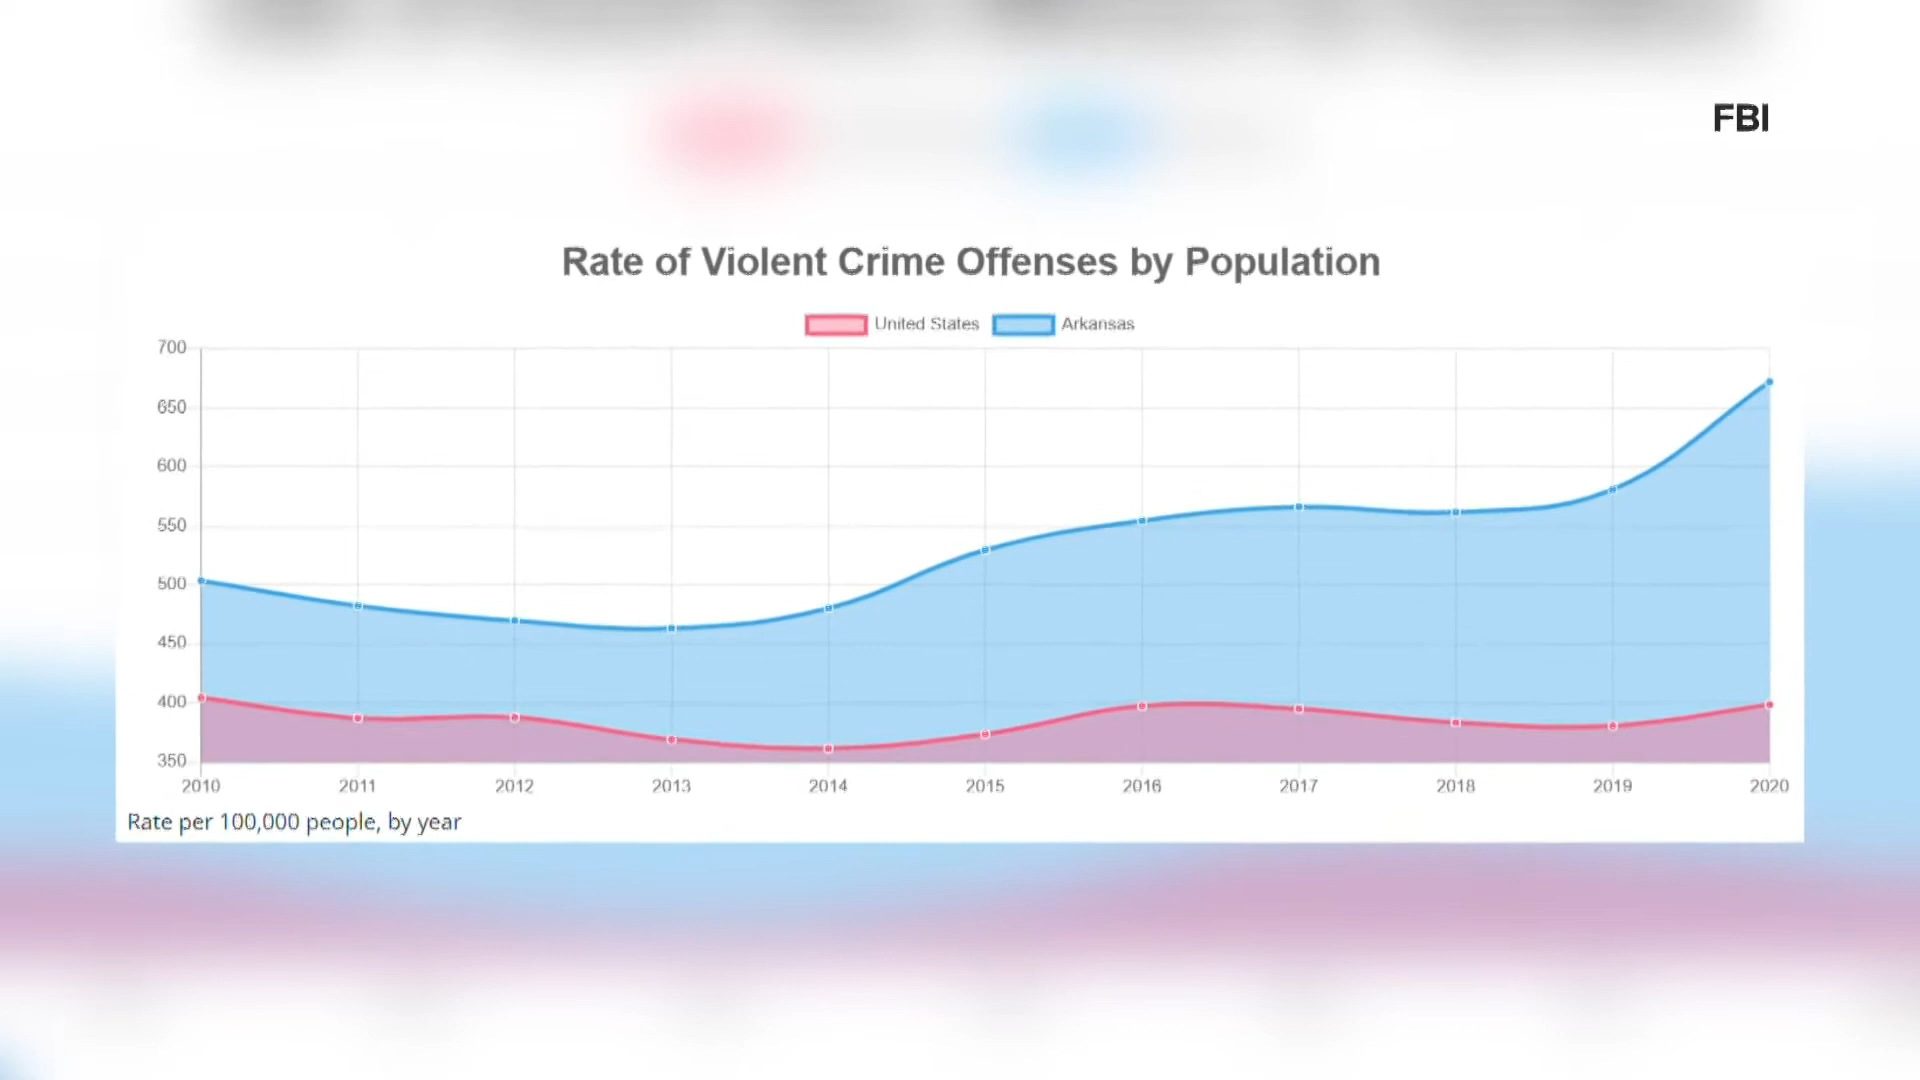 FBI
Rate of Violent Crime Offenses by Population
United States Arkansas
700
650
600
550
500
450
400
350
2010 2011 2012 2013 2014 2015 2016 2017 2018 2019 2020
Rate per 100,000 people, by year